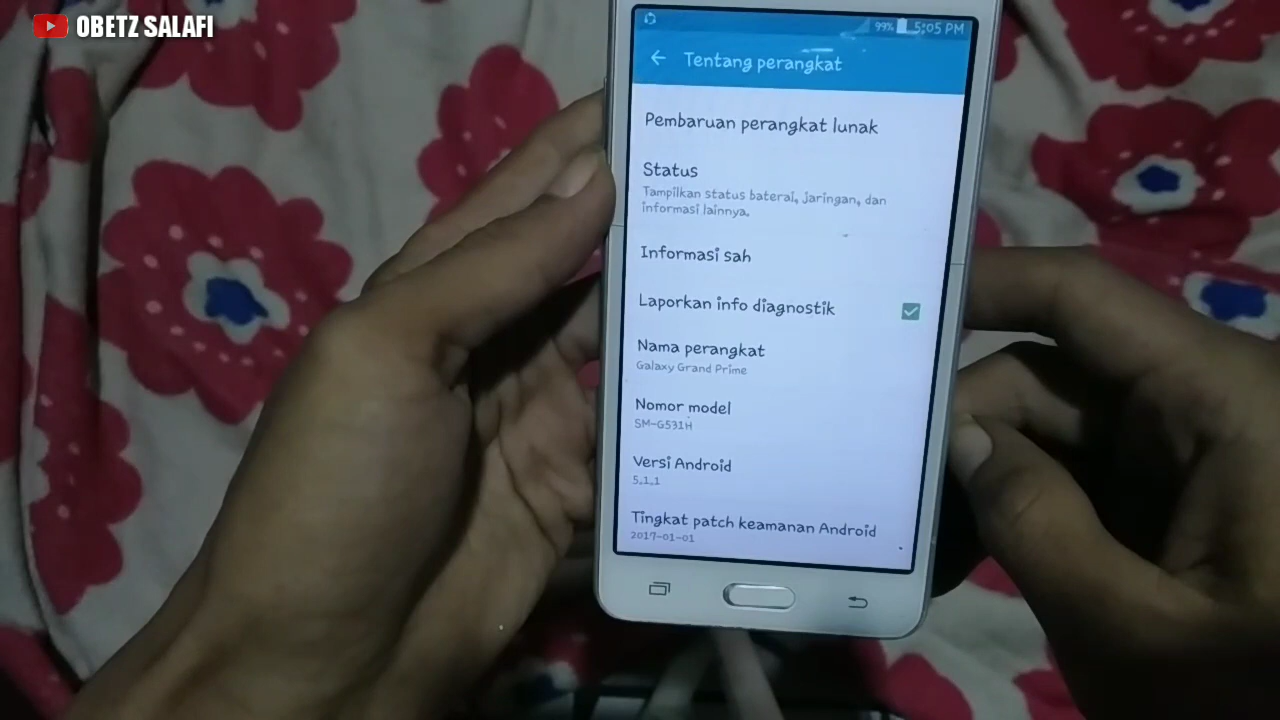 OBETZ SALAFI
99% 5:05 PM
Tentang perangkat
Pembaruan perangkat lunak
Status
Tampilkan status baterai, jaringan, dan
informasi lainnya.
Informasi sah
Laporkan info diagnostik
Nama perangkat
Galaxy Grand Prime
Nomor model
SM-G531H
Versi Android
5.1.1
Tingkat patch keamanan Android
2017-01-01